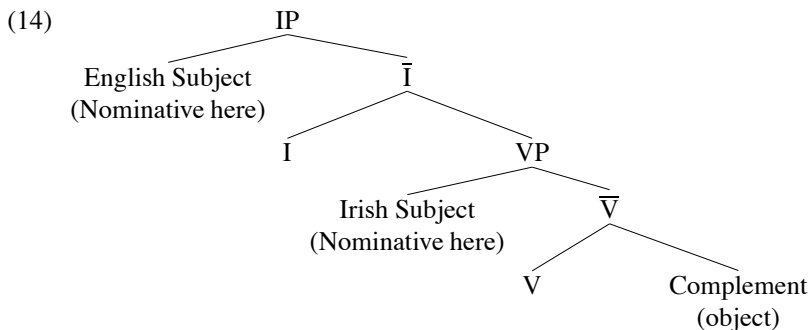 (14) IP
English Subject Ī
(Nominative here)
I VP
Irish Subject V̄
(Nominative here)
V Complement
(object)